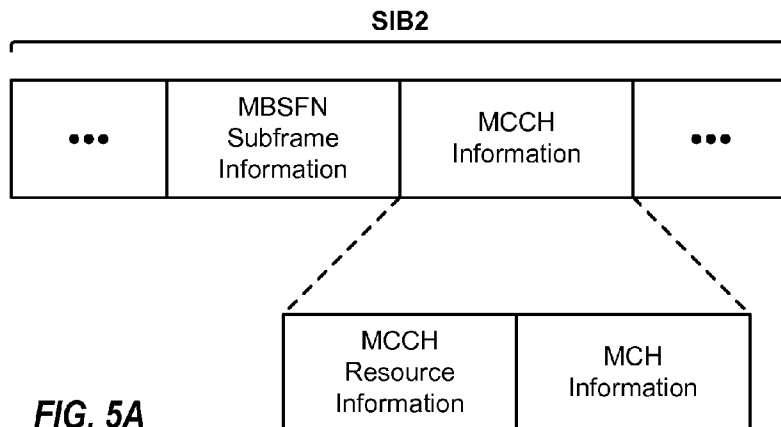 SIB2
•••
MBSFN
Subframe
Information
MCCH
Information
•••
MCCH
Resource
Information
MCH
Information
FIG. 5A